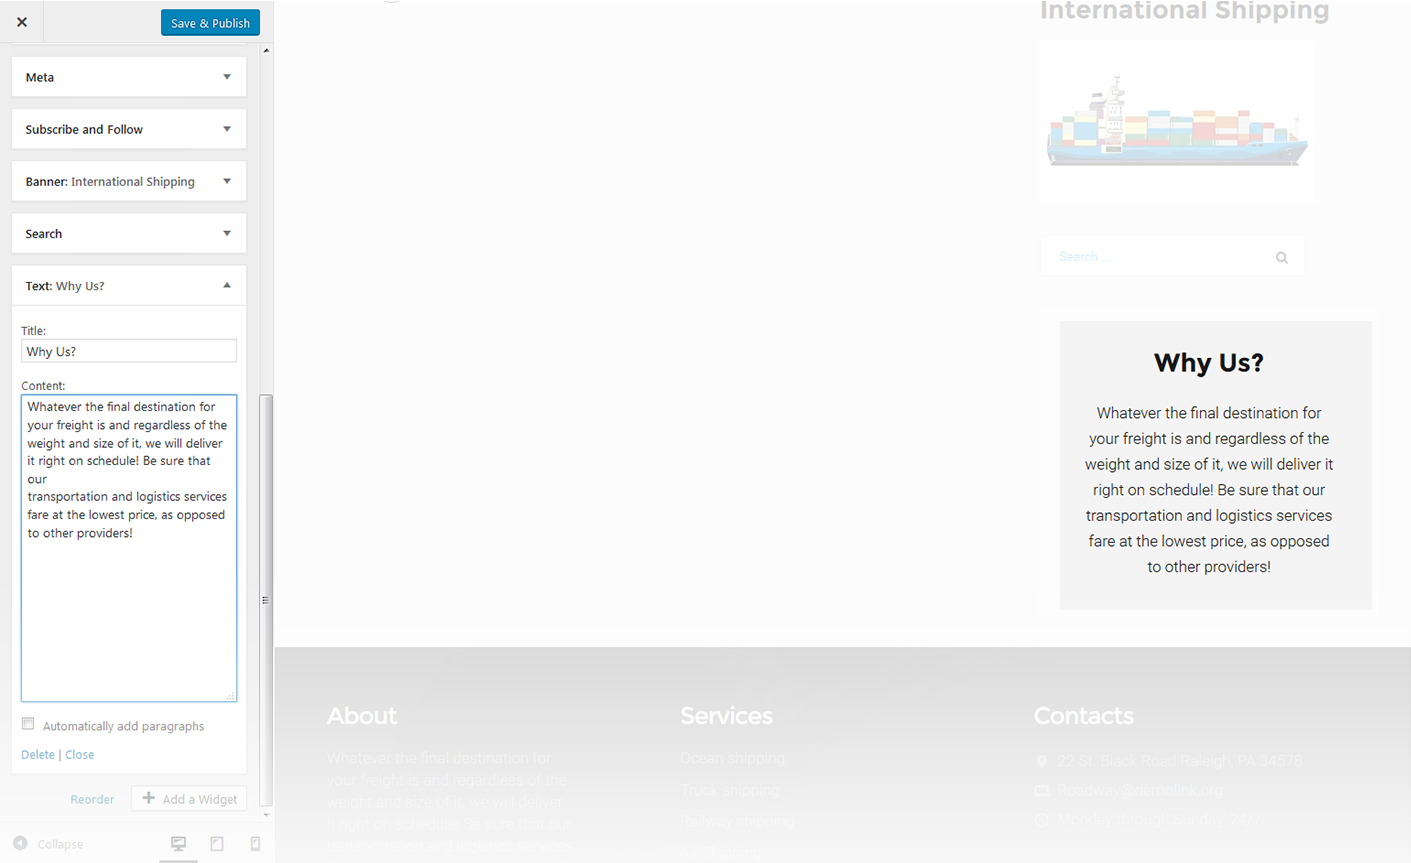 Save & Publish
Meta
Subscribe and Follow
Banner: International Shipping
Search
Text: Why Us?
Title:
Why Us?
Content:
Whatever the final destination for
your freight is and regardless of the
weight and size of it, we will deliver
it right on schedule! Be sure that
our
transportation and logistics services
fare at the lowest price, as opposed
to other providers!
Automatically add paragraphs
Delete | Close
Reorder
Add a Widget
Collapse
International Shipping
Search ...
Why Us?
Whatever the final destination for
your freight is and regardless of the
weight and size of it, we will deliver it
right on schedule! Be sure that our
transportation and logistics services
fare at the lowest price, as opposed
to other providers!
About
Whatever the final destination for
your freight is and regardless of the
weight and size of it, we will deliver
it right on schedule! Be sure that our
transportation and logistics services
Services
Ocean shipping
Truck shipping
Railway shipping
Air Shipping
Contacts
22 St. Black Road Raleigh, PA 34578
Roadway@demolink.org
Monday through Sunday: 24/7